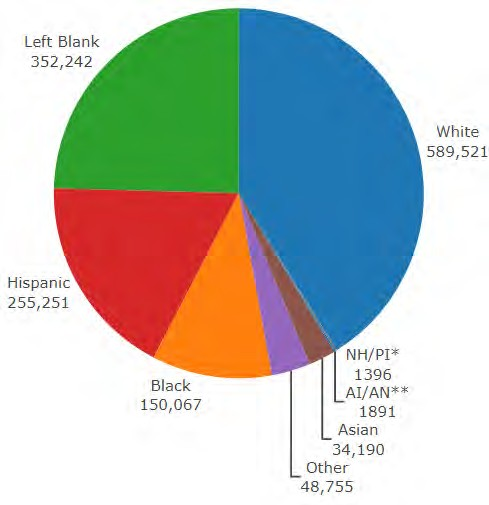 Left Blank
352,242
White
589,521
Hispanic
255,251
NH/PI*
1396
AI/AN**
1891
Black
150,067
Asian
34,190
Other
48,755